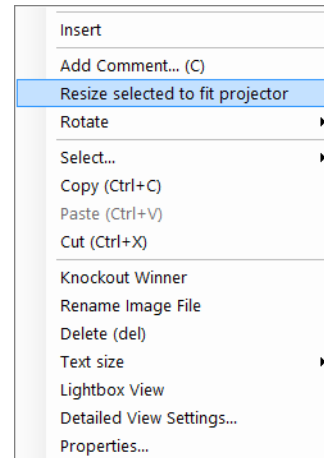 Insert
Add Comment... (C)
Resize selected to fit projector
Rotate
Select...
Copy (Ctrl+C)
Paste (Ctrl+V)
Cut (Ctrl+X)
Knockout Winner
Rename Image File
Delete (del)
Text size
Lightbox View
Detailed View Settings...
Properties...